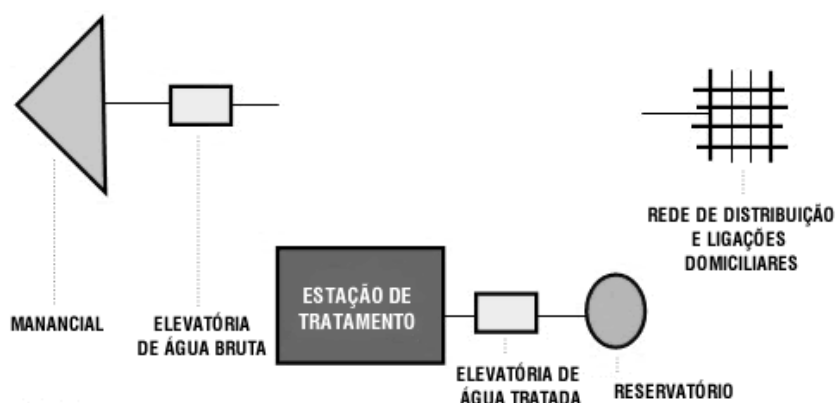 MANANCIAL
ELEVATÓRIA
DE ÁGUA BRUTA
ESTAÇÃO DE
TRATAMENTO
ELEVATÓRIA DE
ÁGUA TRATADA
RESERVATÓRIO
REDE DE DISTRIBUIÇÃO
E LIGAÇÕES
DOMICILIARES